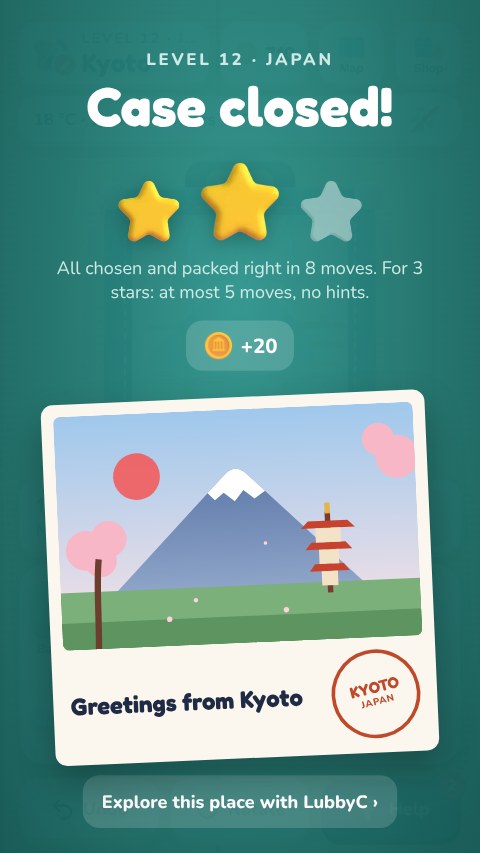 LEVEL 12 · JAPAN
Case closed!
All chosen and packed right in 8 moves. For 3
stars: at most 5 moves, no hints.
+20
Greetings from Kyoto
KYOTO
JAPAN
Explore this place with LubbyC ›